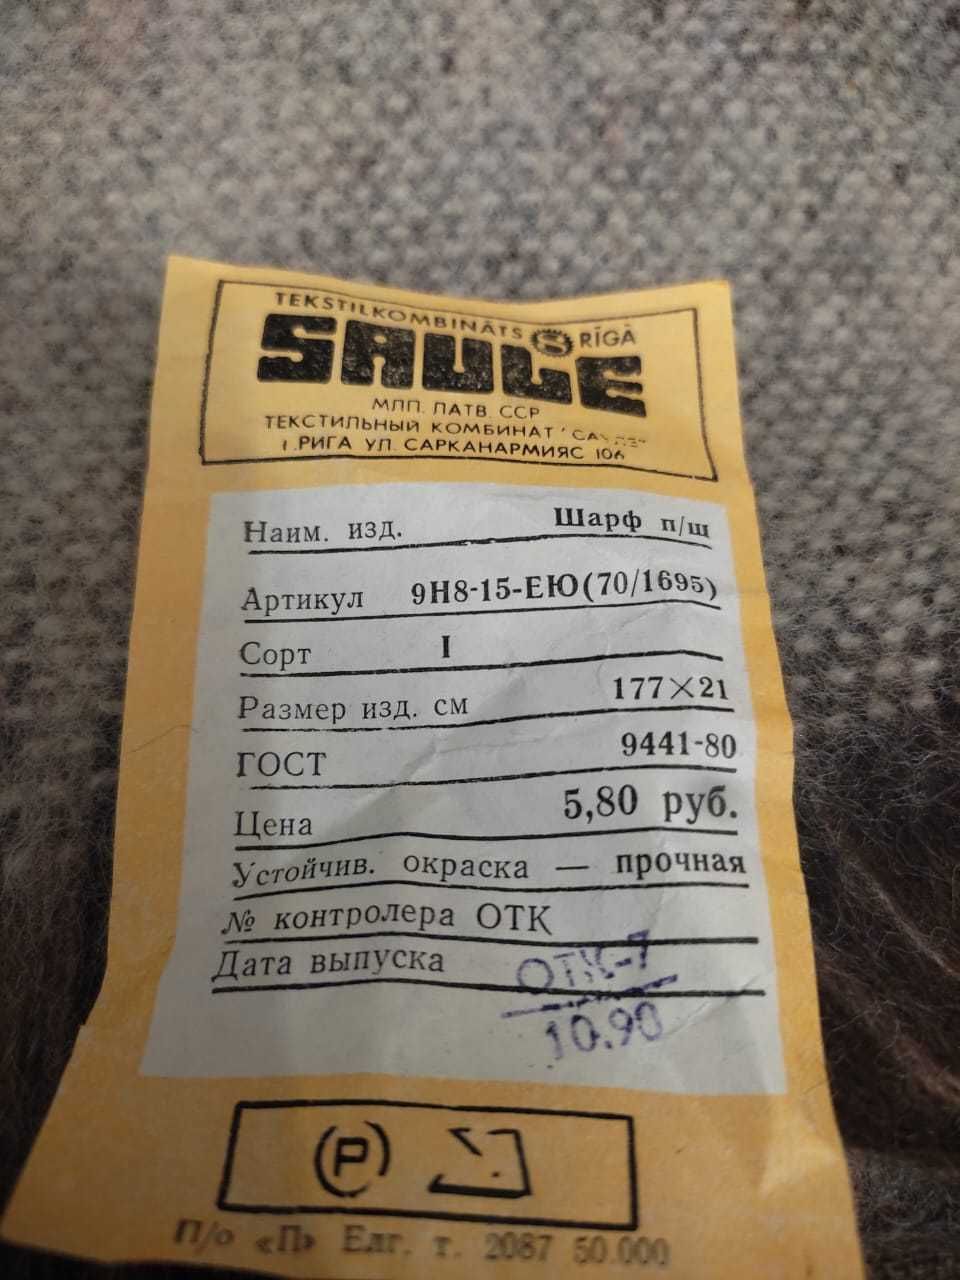 TEKSTILKOMBINĀTS RĪGĀ
SAULE
МЛП. ЛАТВ. ССР
ТЕКСТИЛЬНЫЙ КОМБИНАТ
Г.РИГА УЛ. САРКАНАРМИЯС 106
Наим. изд. Шарф п/ш
Артикул 9Н8-15-ЕЮ(70/1695)
Сорт I
Размер изд. см 177×21
ГОСТ 9441-80
Цена 5,80 руб.
Устойчив. окраска — прочная
№ контролера ОТК
Дата выпуска
ОТК-7
10.90
(P)
П/о «П» Елг. т. 2087 50.000